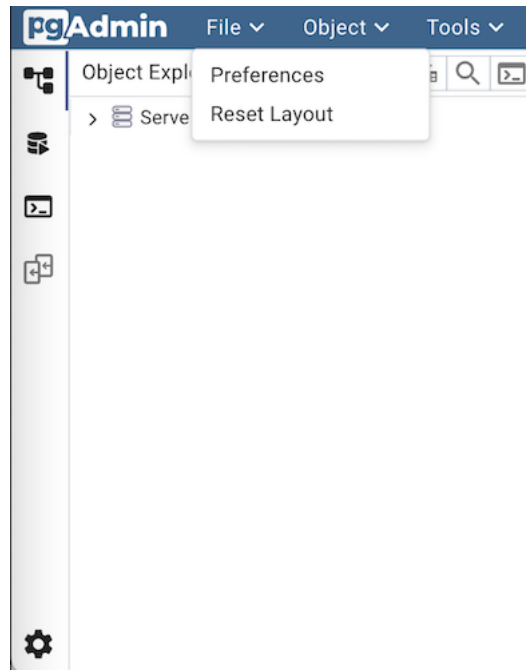 pgAdmin File Object Tools
Object Expl
Preferences
Serve
Reset Layout